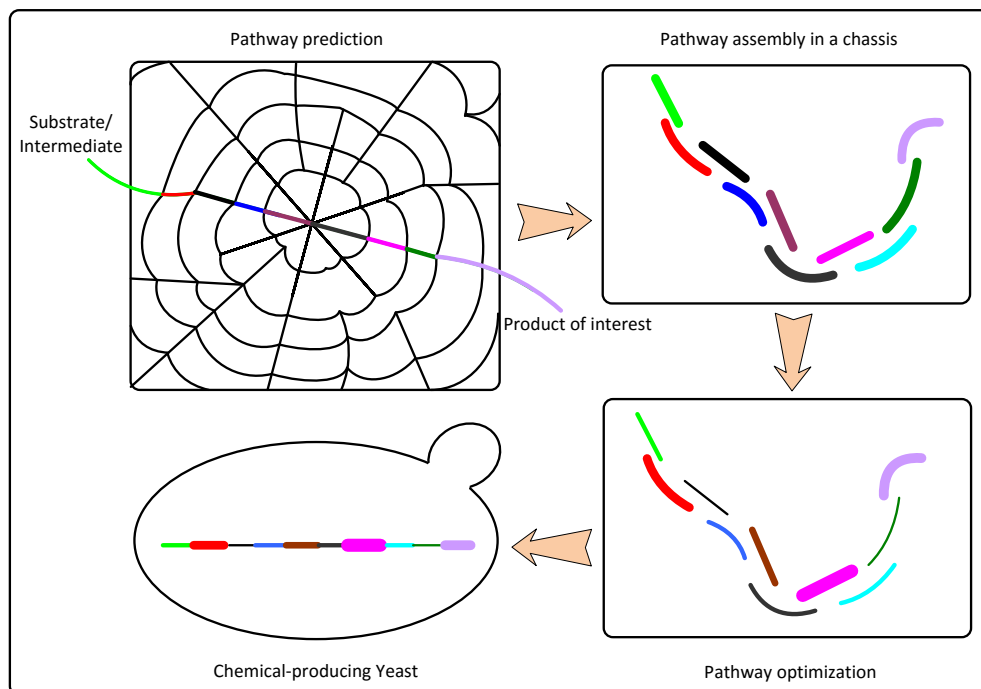 Pathway prediction
Pathway assembly in a chassis
Substrate/
Intermediate
Product of interest
Chemical-producing Yeast
Pathway optimization